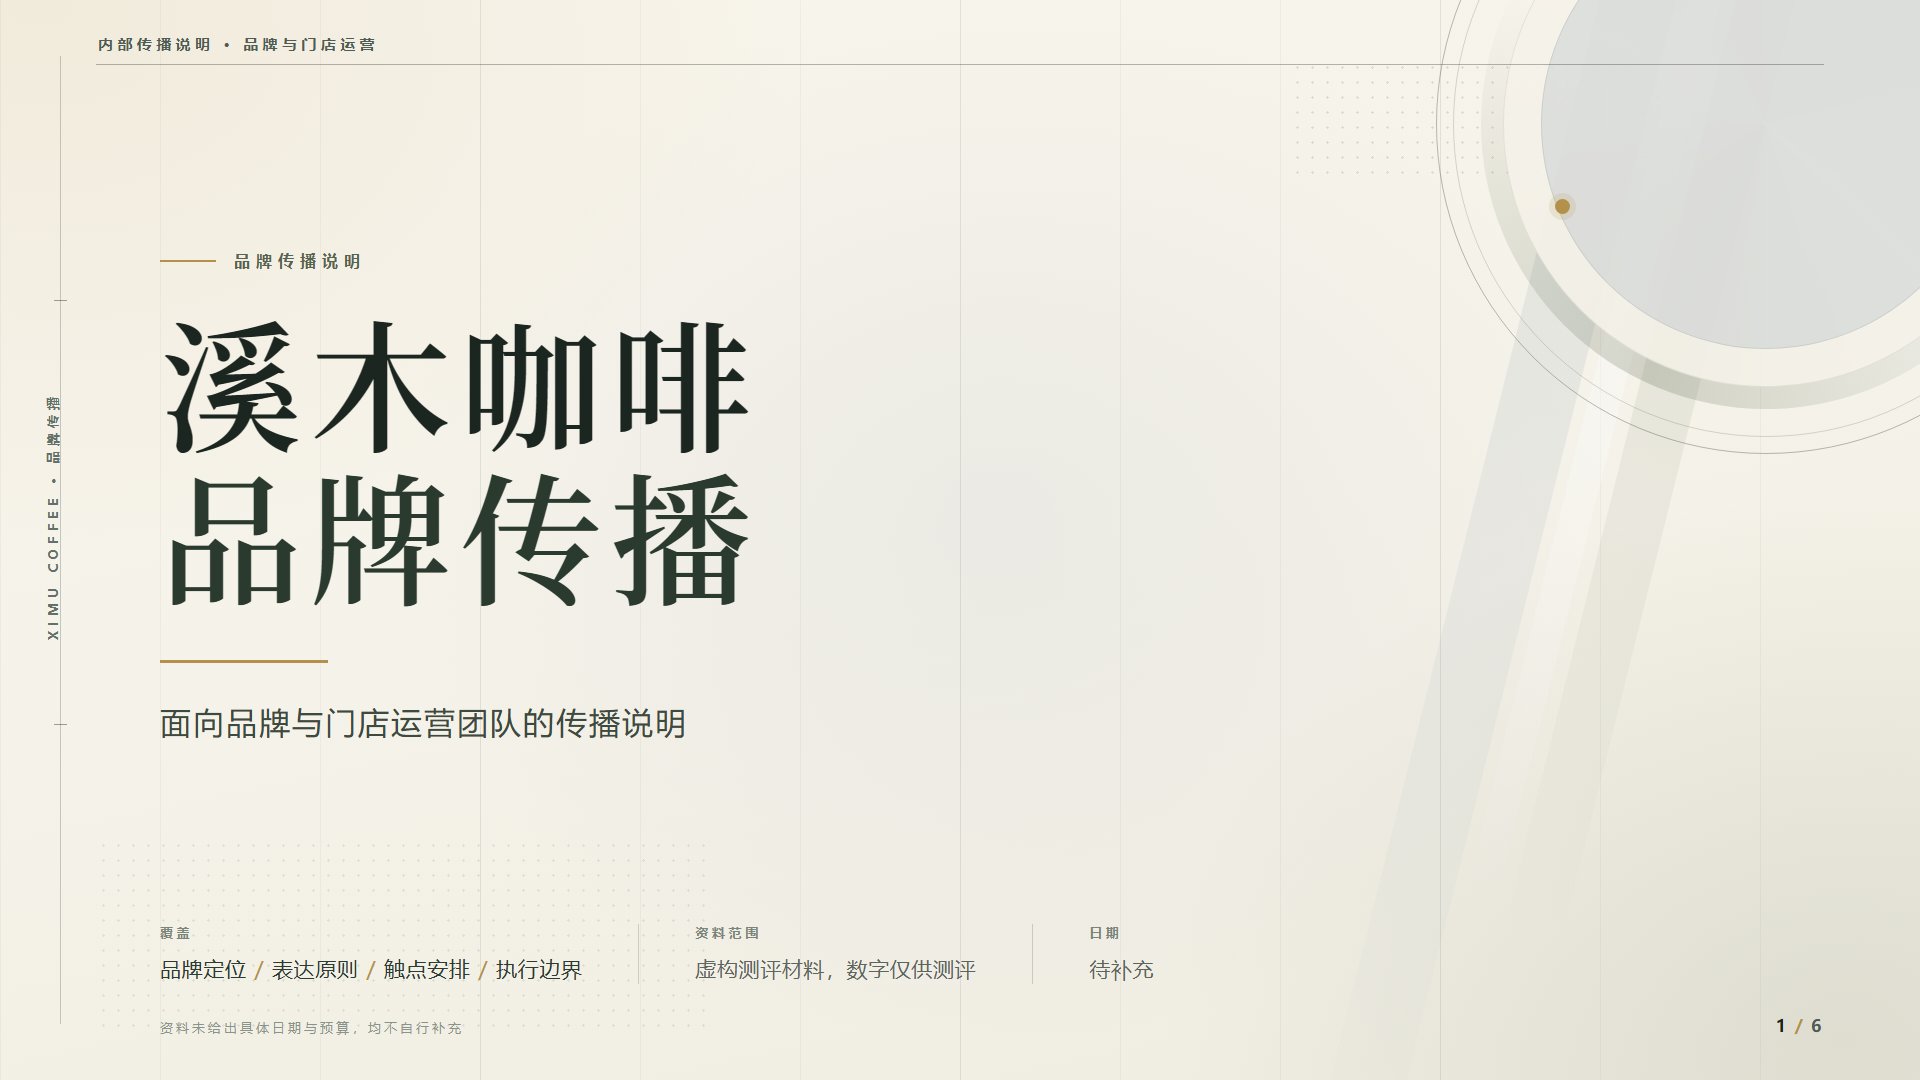 内部传播说明 • 品牌与门店运营
品牌传播说明
溪木咖啡
品牌传播
面向品牌与门店运营团队的传播说明
XIMU COFFEE • 品牌传播
覆盖
品牌定位 / 表达原则 / 触点安排 / 执行边界
资料范围
虚构测评材料，数字仅供测评
日期
待补充
资料未给出具体日期与预算，均不自行补充
1 / 6